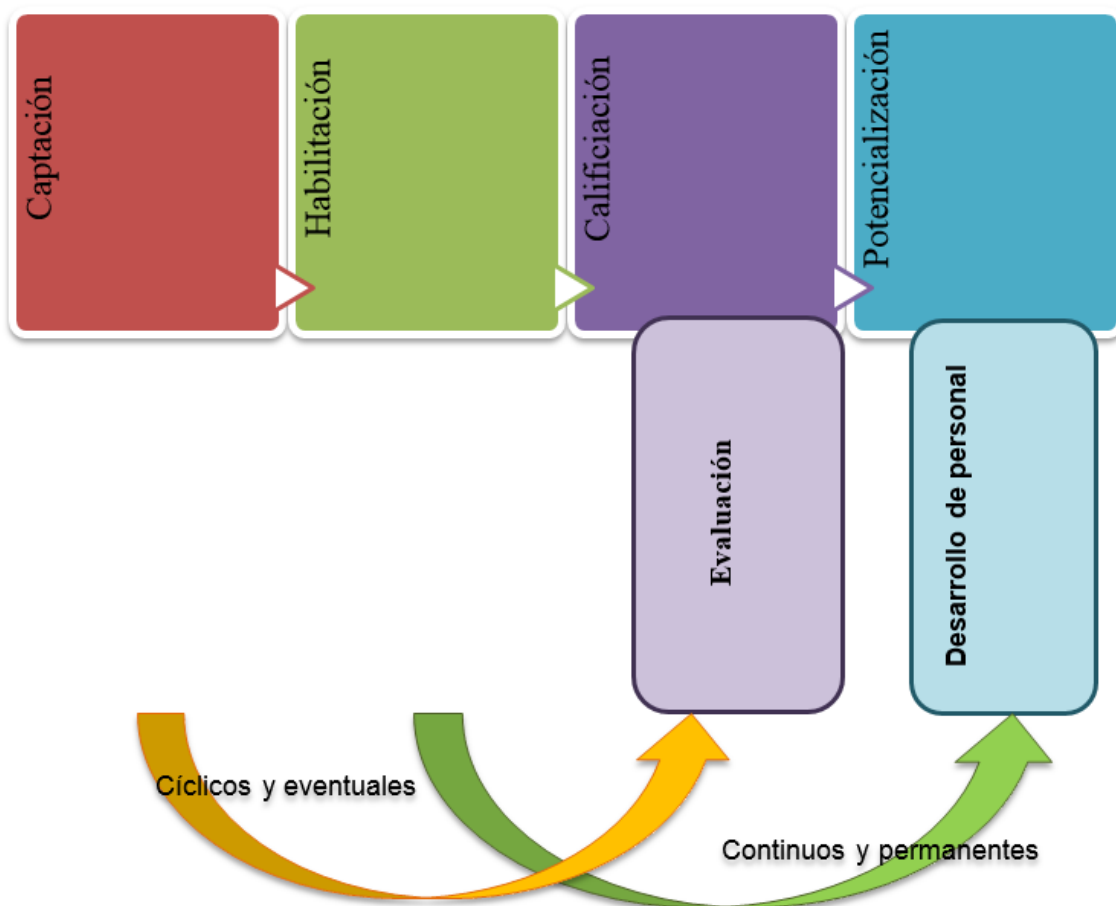 Captación
Habilitación
Calificiación
Potencialización
Evaluación
Desarrollo de personal
Cíclicos y eventuales
Continuos y permanentes